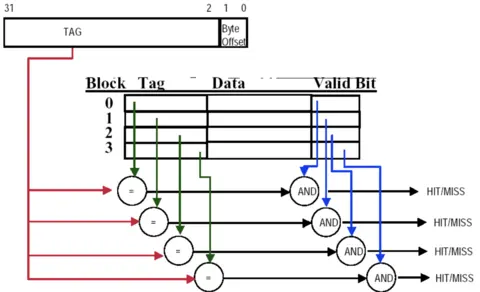 31 2 1 0
TAG Byte
Offset
Block Tag Data Valid Bit
0
1
2
3
= AND HIT/MISS
= AND HIT/MISS
= AND HIT/MISS
= AND HIT/MISS